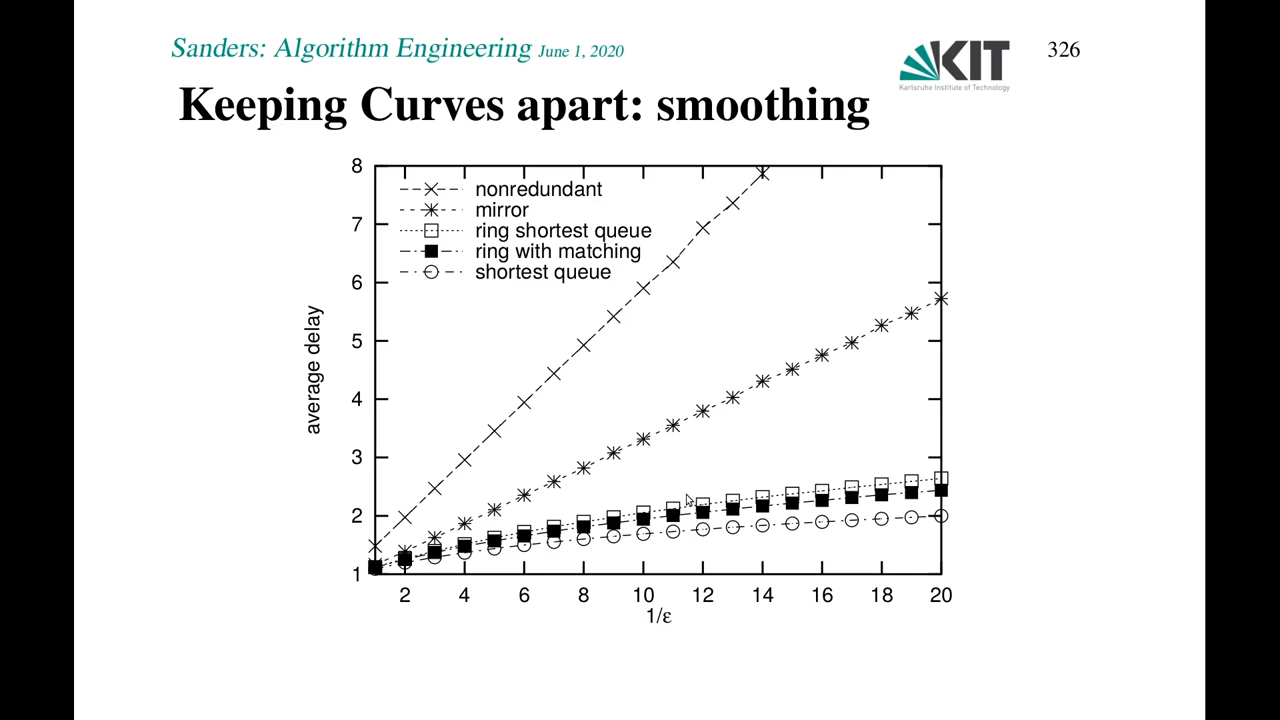 Sanders: Algorithm Engineering June 1, 2020
KIT
Karlsruhe Institute of Technology
326
Keeping Curves apart: smoothing
8
7
6
5
4
3
2
1
average delay
nonredundant
mirror
ring shortest queue
ring with matching
shortest queue
2 4 6 8 10 12 14 16 18 20
1/ε